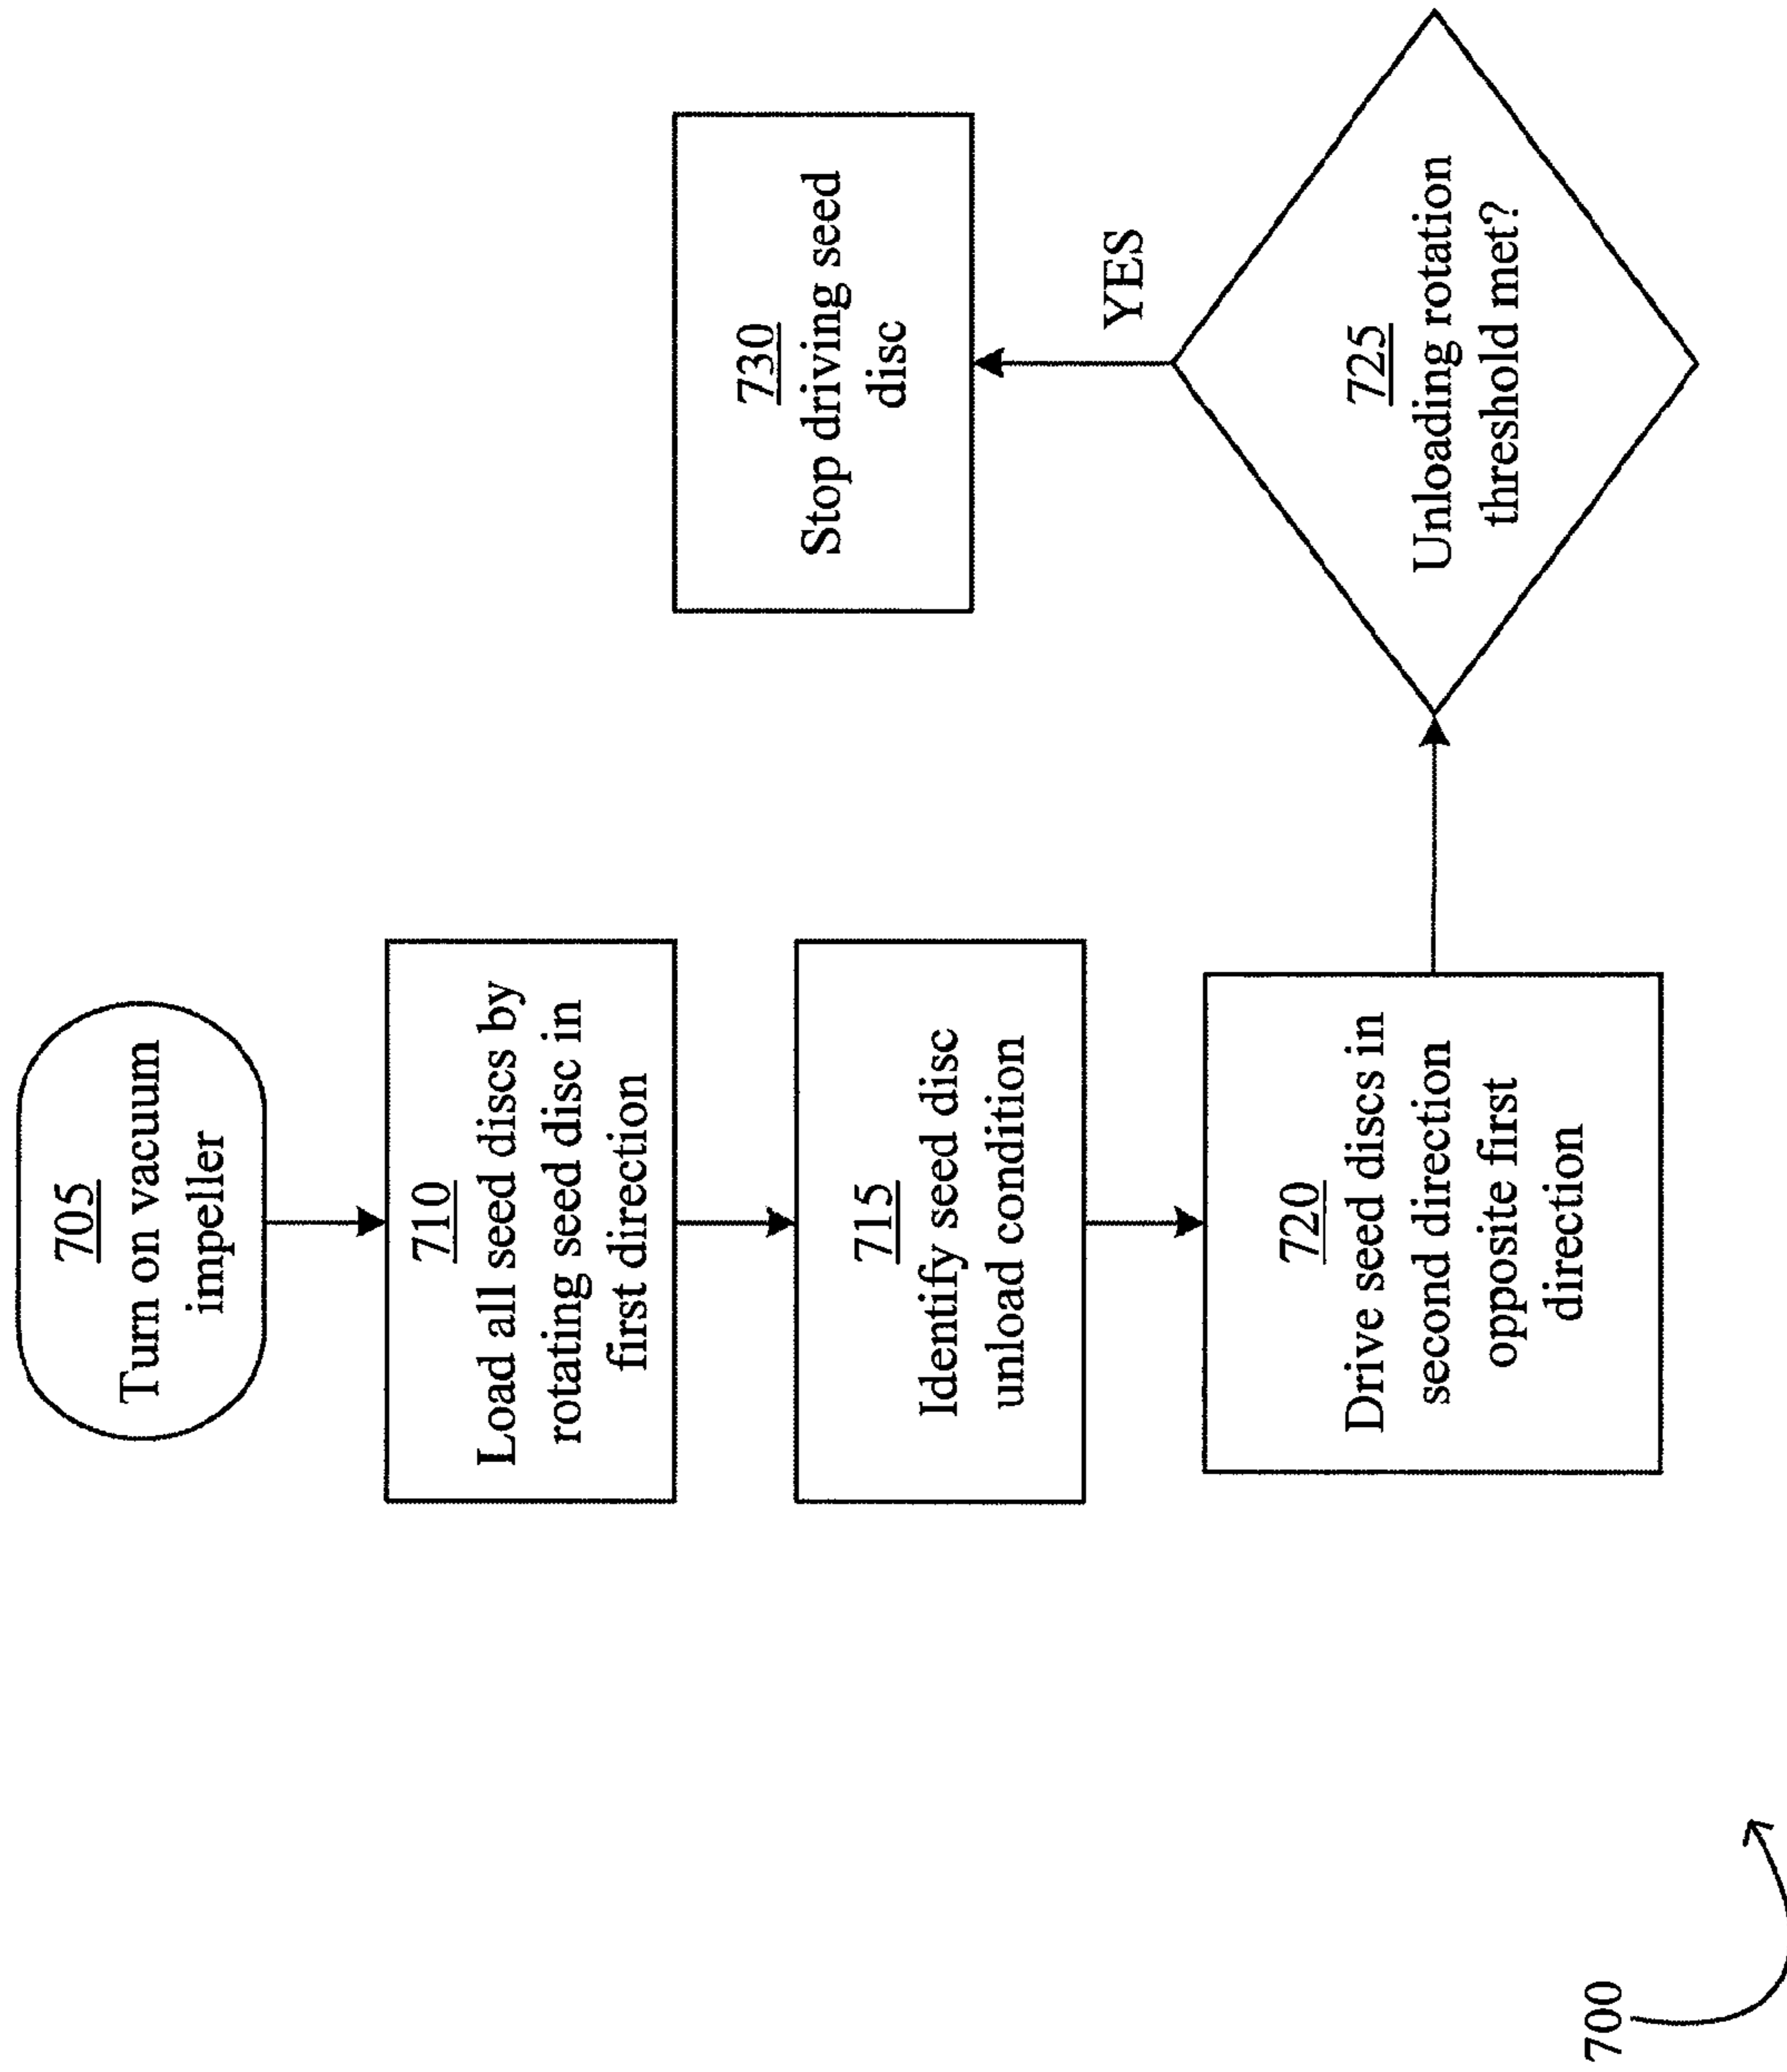 705
Turn on vacuum
impeller
710
Load all seed discs by
rotating seed disc in
first direction
715
Identify seed disc
unload condition
720
Drive seed discs in
second direction
opposite first
direction
725
Unloading rotation
threshold met?
YES
730
Stop driving seed
disc
700